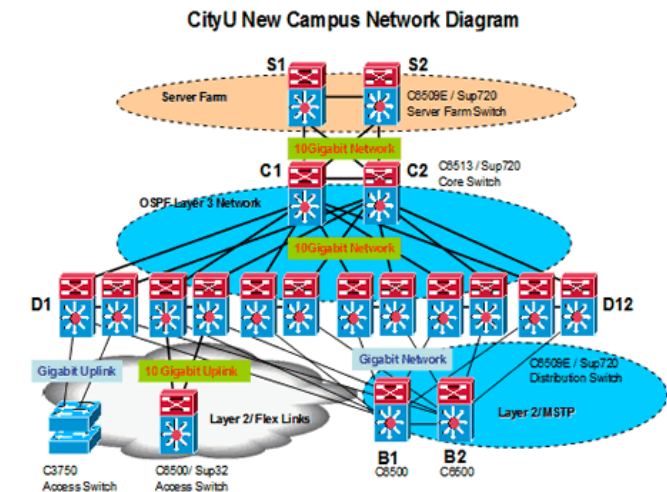 CityU New Campus Network Diagram
S1
S2
Server Farm
C6509E / Sup720
Server Farm Switch
10Gigabit Network
C1
C2
C6513 / Sup720
Core Switch
OSPF-Layer 3 Network
10Gigabit Network
D1
D12
Gigabit Uplink
10 Gigabit Uplink
Gigabit Network
C6509E / Sup720
Distribution Switch
Layer 2/ Flex Links
Layer 2/MSTP
B1
C6500
B2
C6500
C3750
Access Switch
C6500/ Sup32
Access Switch